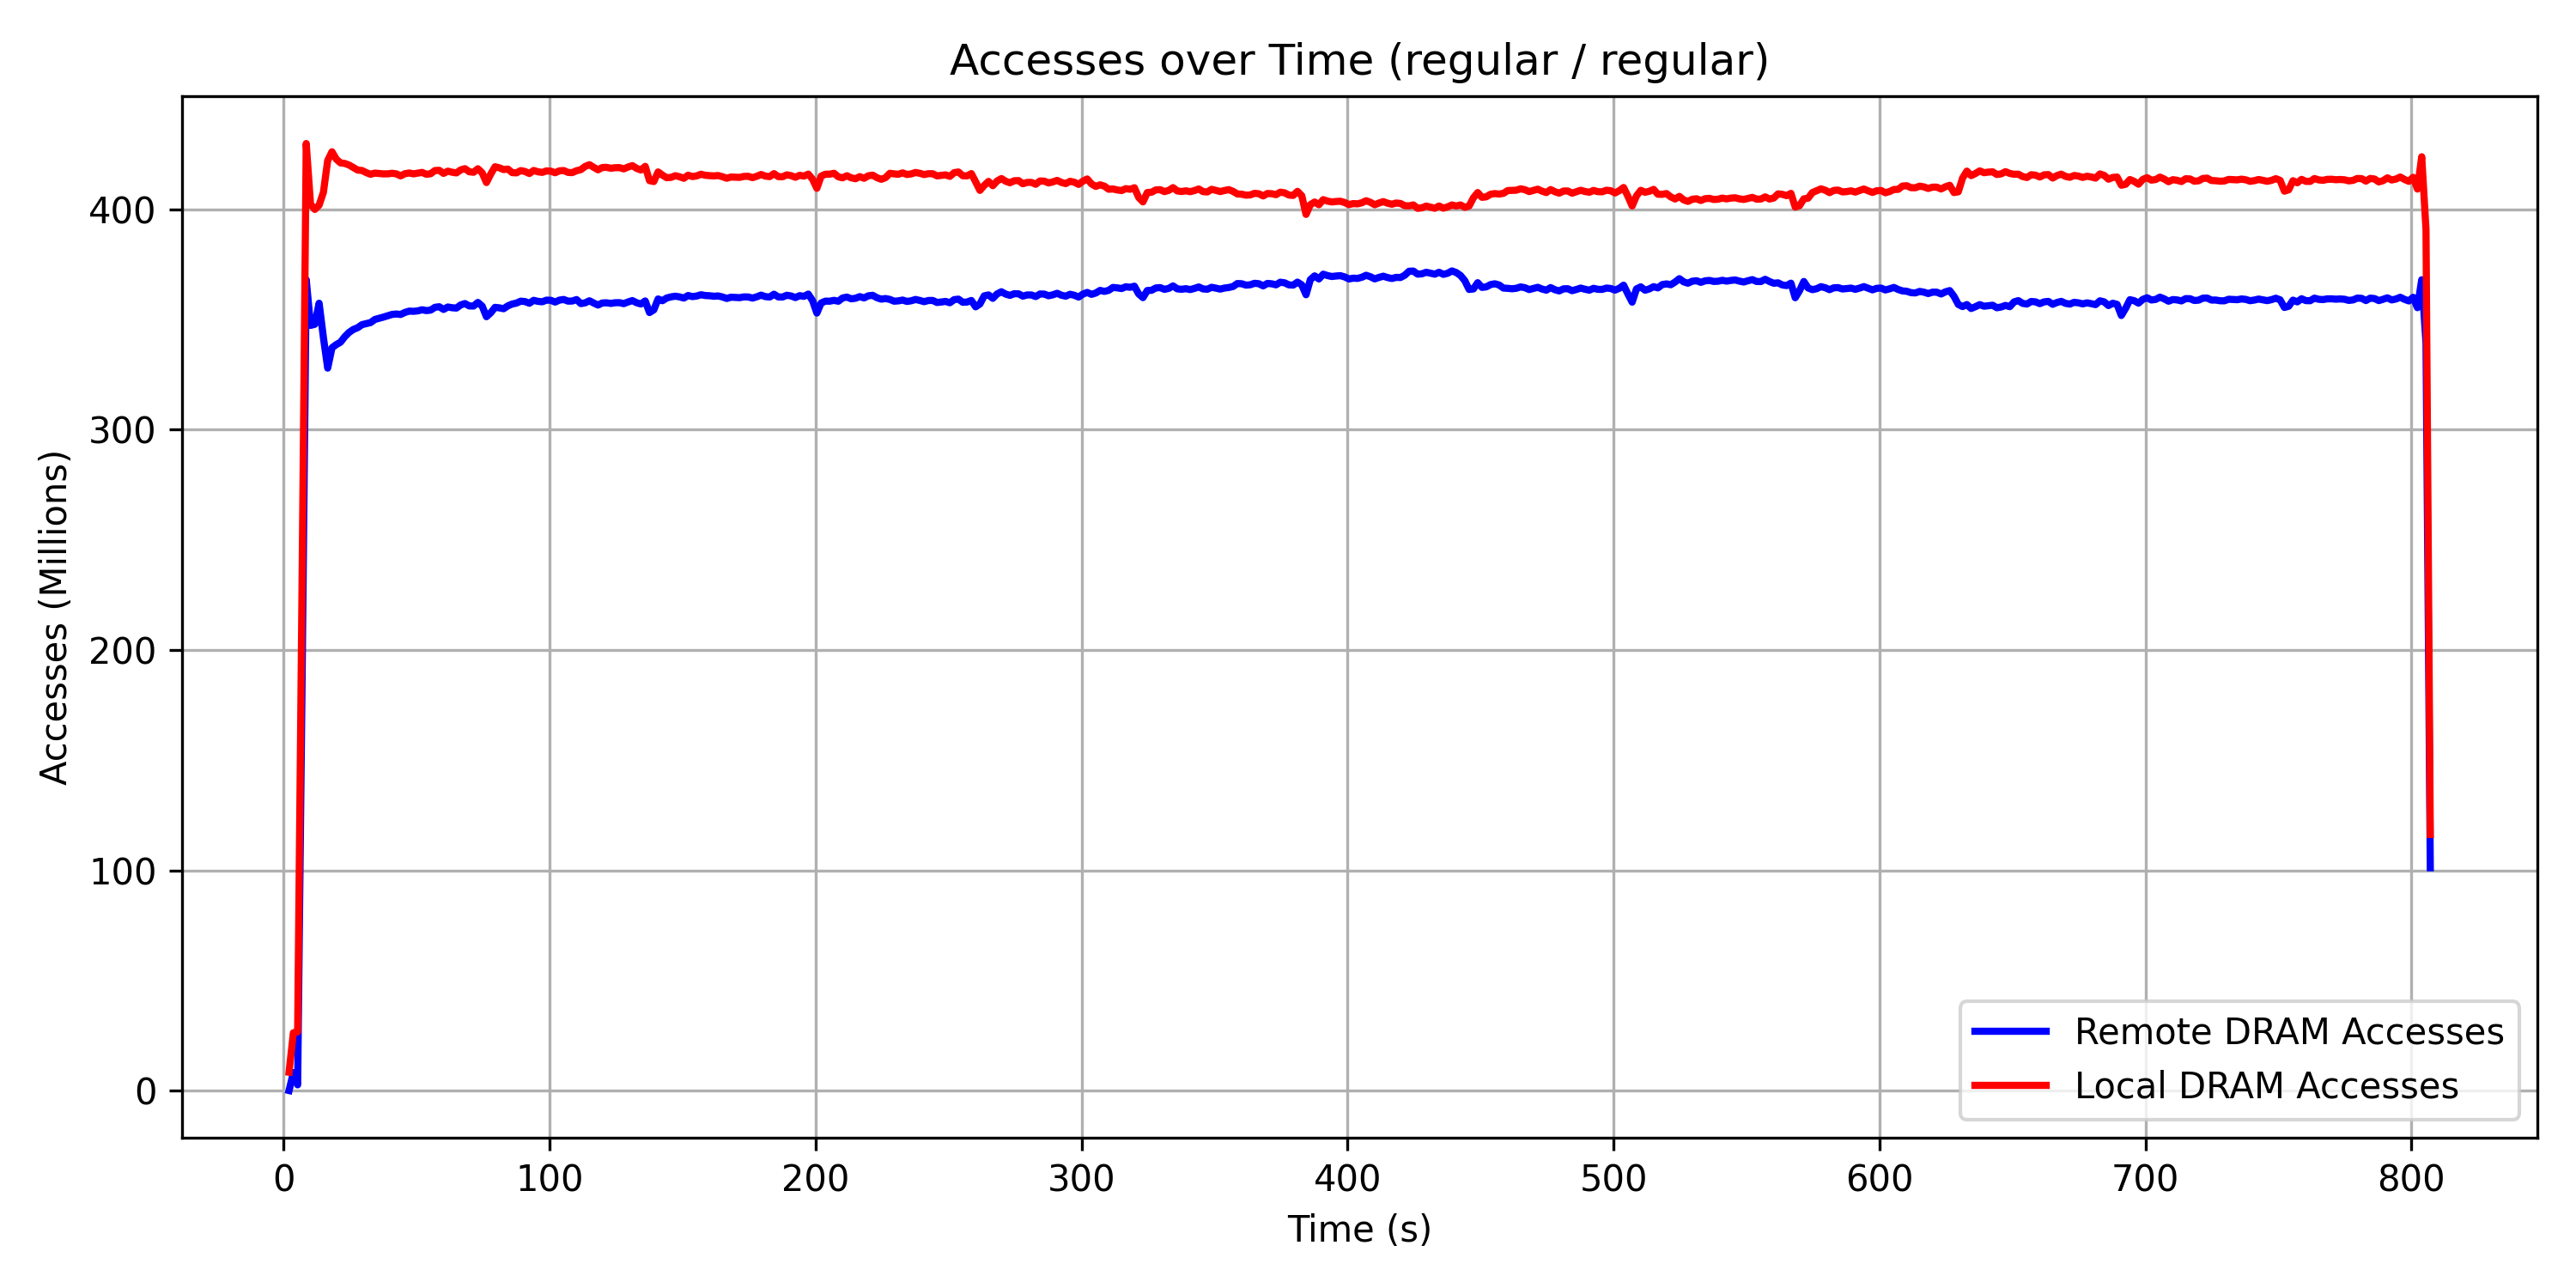 Accesses over Time (regular / regular)
Accesses (Millions)
400
300
200
100
0
0 100 200 300 400 500 600 700 800
Time (s)
Remote DRAM Accesses
Local DRAM Accesses